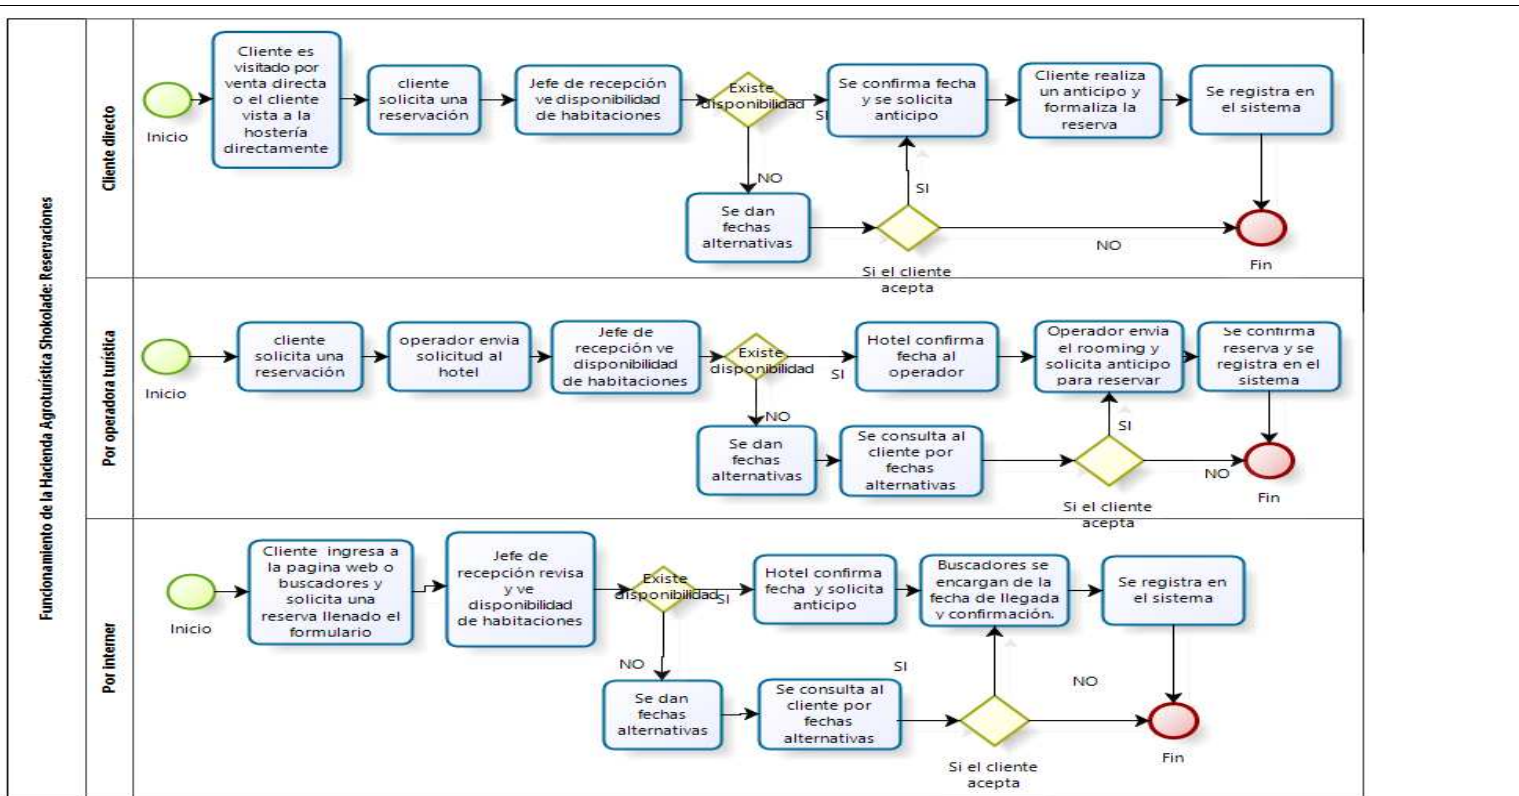 Funcionamiento de la Hacienda Agroturística Shokolade: Reservaciones
Cliente directo
Inicio
Cliente es
visitado por
venta directa
o el cliente
vista a la
hostería
directamente
cliente
solicita una
reservación
Jefe de recepción
ve disponibilidad
de habitaciones
Existe
disponibilidad
SI
Se confirma fecha
y se solicita
anticipo
Cliente realiza
un anticipo y
formaliza la
reserva
Se registra en
el sistema
NO
Se dan
fechas
alternativas
SI
Si el cliente
acepta
NO
Fin
Por operadora turística
Inicio
cliente
solicita una
reservación
operador envia
solicitud al
hotel
Jefe de
recepción ve
disponibilidad
de habitaciones
Existe
disponibilidad
SI
Hotel confirma
fecha al
operador
Operador envia
el rooming y
solicita anticipo
para reservar
Se confirma
reserva y se
registra en el
sistema
NO
Se dan
fechas
alternativas
Se consulta al
cliente por
fechas
alternativas
SI
Si el cliente
acepta
NO
Fin
Por interner
Inicio
Cliente ingresa a
la pagina web o
buscadores y
solicita una
reserva llenado el
formulario
Jefe de
recepción revisa
y ve
disponibilidad
de habitaciones
Existe
disponibilidad
SI
Hotel confirma
fecha y solicita
anticipo
Buscadores se
encargan de la
fecha de llegada
y confirmación.
Se registra en
el sistema
NO
Se dan
fechas
alternativas
Se consulta al
cliente por
fechas
alternativas
SI
Si el cliente
acepta
NO
Fin